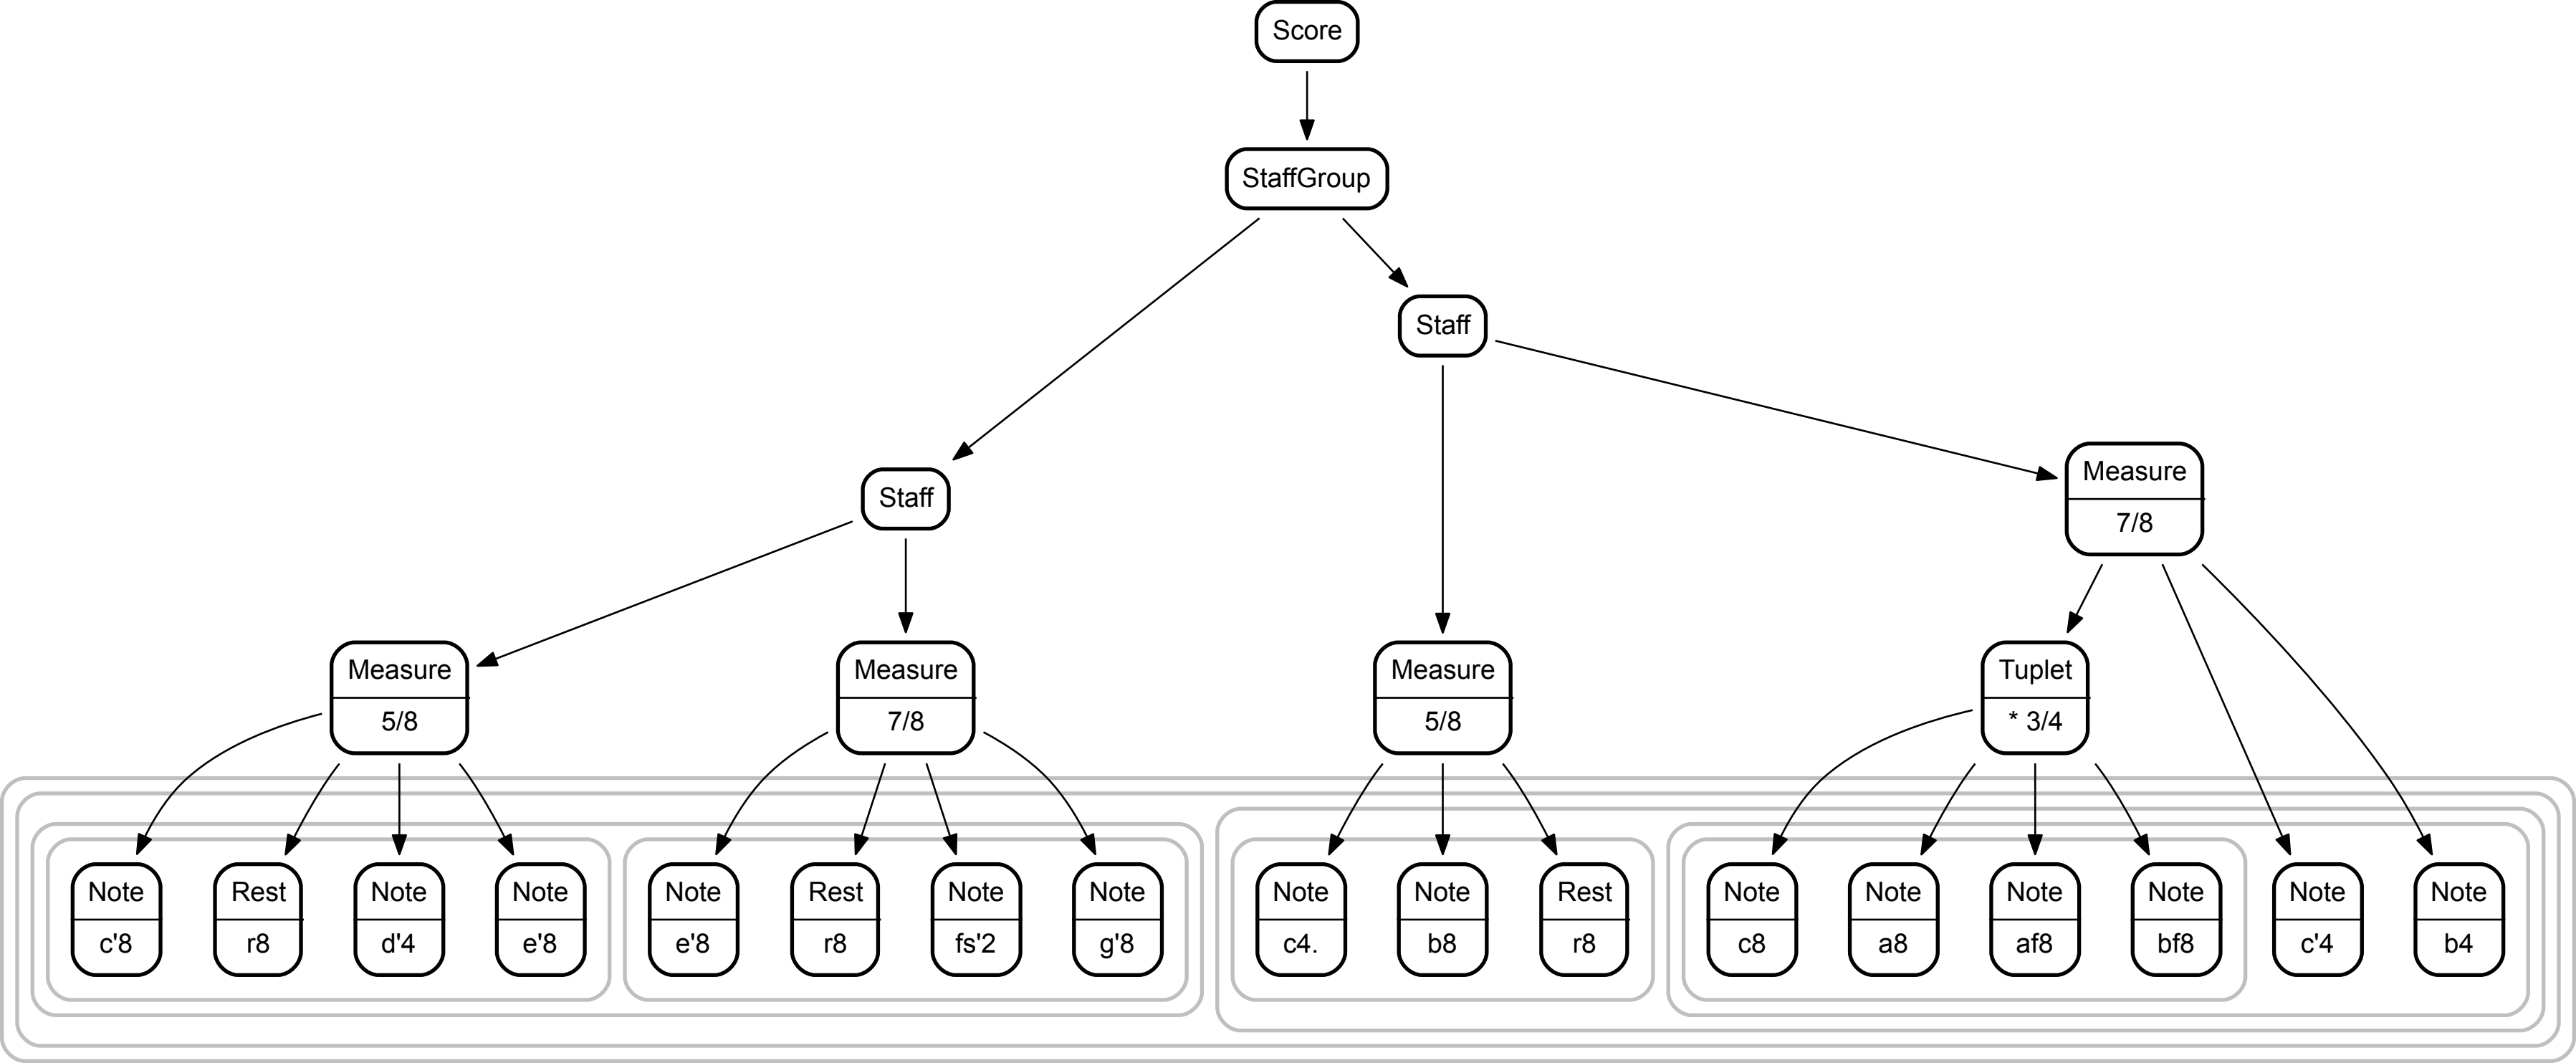 Score
StaffGroup
Staff
Measure
7/8
Staff
Measure
5/8
Measure
7/8
Measure
5/8
Tuplet
* 3/4
Note
c'8
Rest
r8
Note
d'4
Note
e'8
Note
e'8
Rest
r8
Note
fs'2
Note
g'8
Note
c4.
Note
b8
Rest
r8
Note
c8
Note
a8
Note
af8
Note
bf8
Note
c'4
Note
b4